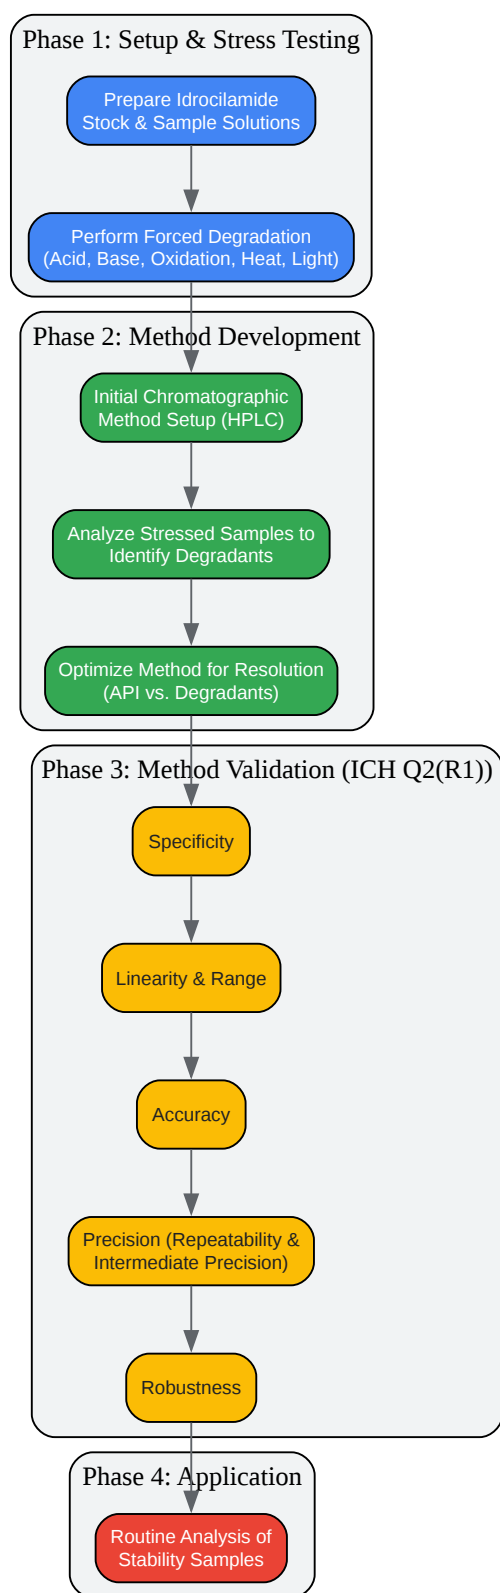 Phase 1: Setup & Stress Testing
Prepare Idrocilamide
Stock & Sample Solutions
Perform Forced Degradation
(Acid, Base, Oxidation, Heat, Light)
Phase 2: Method Development
Initial Chromatographic
Method Setup (HPLC)
Analyze Stressed Samples to
Identify Degradants
Optimize Method for Resolution
(API vs. Degradants)
Phase 3: Method Validation (ICH Q2(R1))
Specificity
Linearity & Range
Accuracy
Precision (Repeatability &
Intermediate Precision)
Robustness
Phase 4: Application
Routine Analysis of
Stability Samples